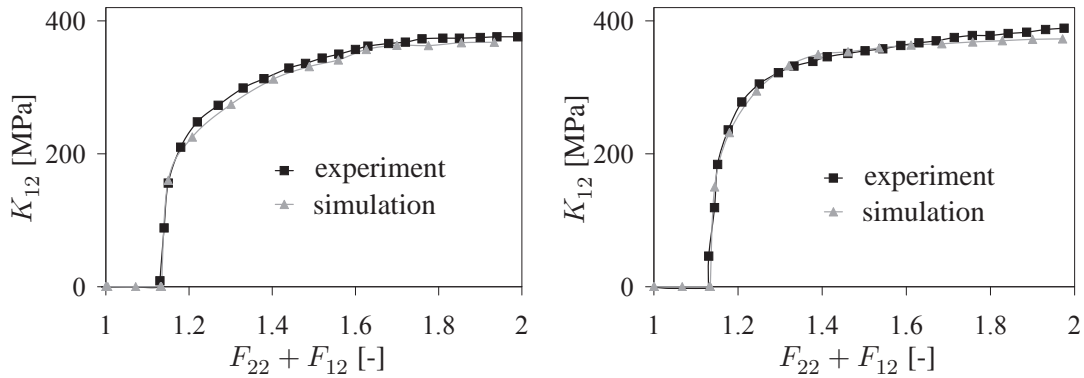 400
200
0
K12 [MPa]
experiment
simulation
1 1.2 1.4 1.6 1.8 2
F22 + F12 [-]
400
200
0
K12 [MPa]
experiment
simulation
1 1.2 1.4 1.6 1.8 2
F22 + F12 [-]